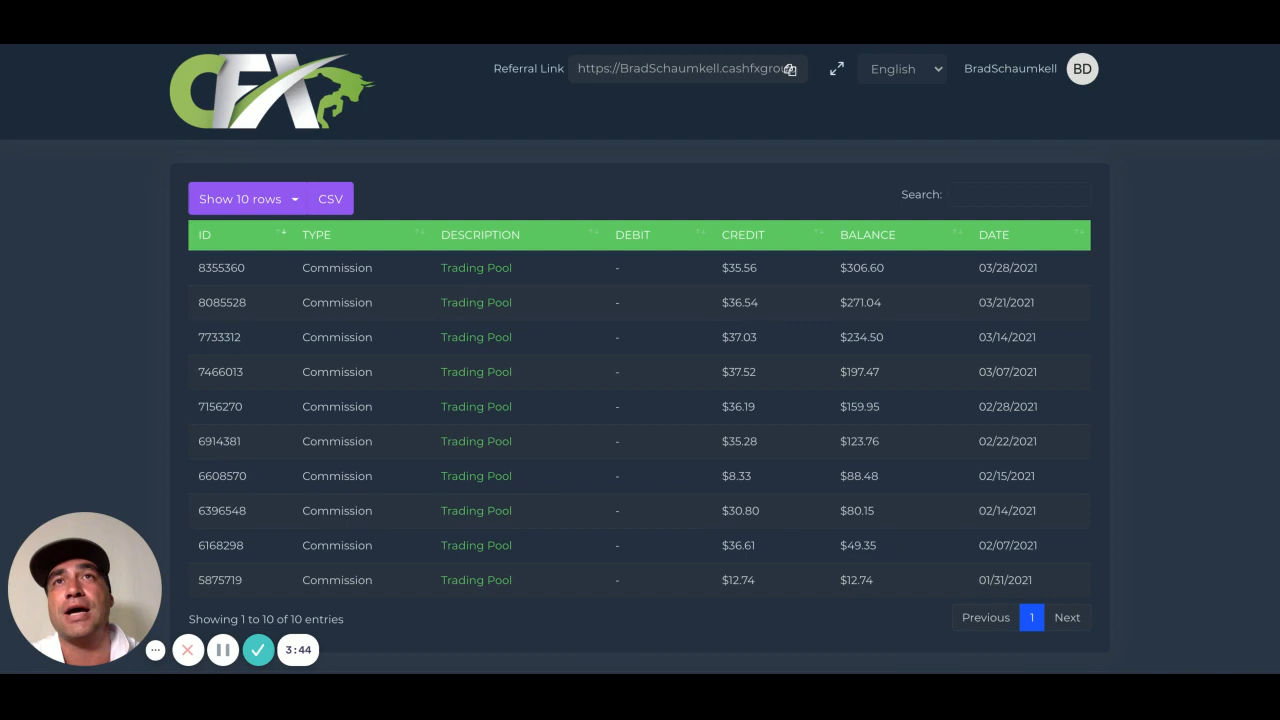 CFX
Referral Link https://BradSchaumkell.cashfxgrou English BradSchaumkell BD
Show 10 rows CSV Search:
ID TYPE DESCRIPTION DEBIT CREDIT BALANCE DATE
8355360 Commission Trading Pool - $35.56 $306.60 03/28/2021
8085528 Commission Trading Pool - $36.54 $271.04 03/21/2021
7733312 Commission Trading Pool - $37.03 $234.50 03/14/2021
7466013 Commission Trading Pool - $37.52 $197.47 03/07/2021
7156270 Commission Trading Pool - $36.19 $159.95 02/28/2021
6914381 Commission Trading Pool - $35.28 $123.76 02/22/2021
6608570 Commission Trading Pool - $8.33 $88.48 02/15/2021
6396548 Commission Trading Pool - $30.80 $80.15 02/14/2021
6168298 Commission Trading Pool - $36.61 $49.35 02/07/2021
5875719 Commission Trading Pool - $12.74 $12.74 01/31/2021
Showing 1 to 10 of 10 entries Previous 1 Next
3:44